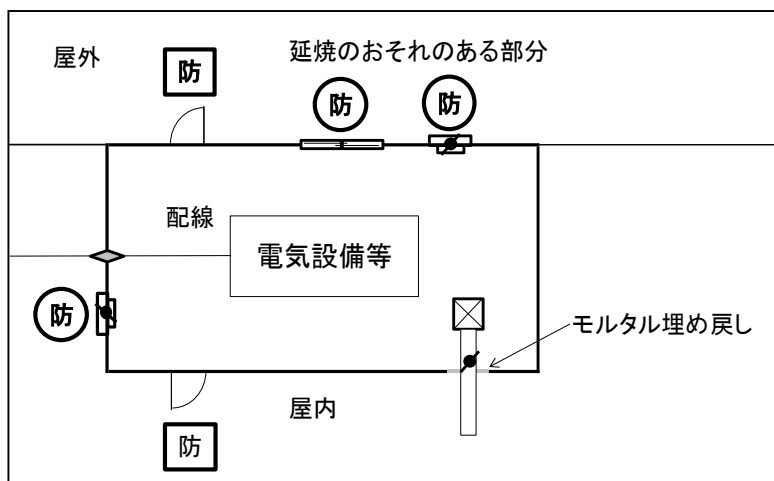 屋外
防
延焼のおそれのある部分
防
防
配線
電気設備等
防
モルタル埋め戻し
屋内
防